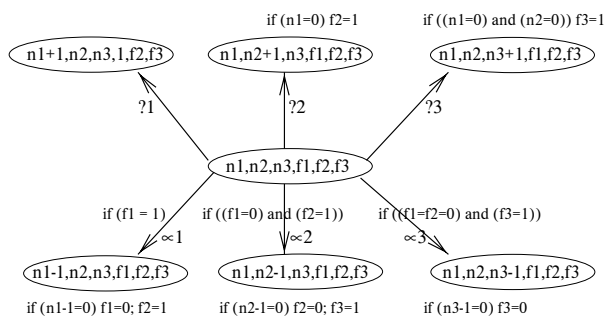 if (n1=0) f2=1
if ((n1=0) and (n2=0)) f3=1
n1+1,n2,n3,1,f2,f3
n1,n2+1,n3,f1,f2,f3
n1,n2,n3+1,f1,f2,f3
?1
?2
?3
n1,n2,n3,f1,f2,f3
if (f1 = 1)
if ((f1=0) and (f2=1))
if ((f1=f2=0) and (f3=1))
∝1
∝2
∝3
n1-1,n2,n3,f1,f2,f3
n1,n2-1,n3,f1,f2,f3
n1,n2,n3-1,f1,f2,f3
if (n1-1=0) f1=0; f2=1
if (n2-1=0) f2=0; f3=1
if (n3-1=0) f3=0